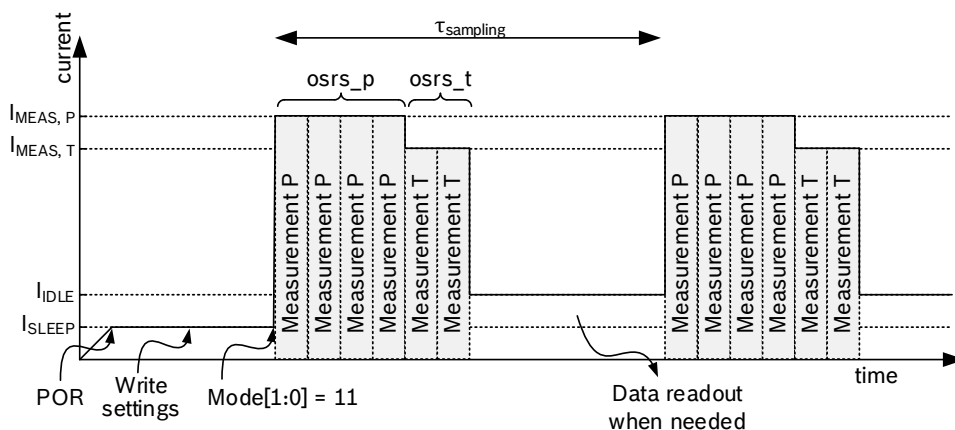 τsampling
current
osrs_p
osrs_t
IMEAS, P
IMEAS, T
Measurement P
Measurement P
Measurement P
Measurement P
Measurement T
Measurement T
Measurement P
Measurement P
Measurement P
Measurement P
Measurement T
Measurement T
IIDLE
ISLEEP
time
POR
Write
settings
Mode[1:0] = 11
Data readout
when needed